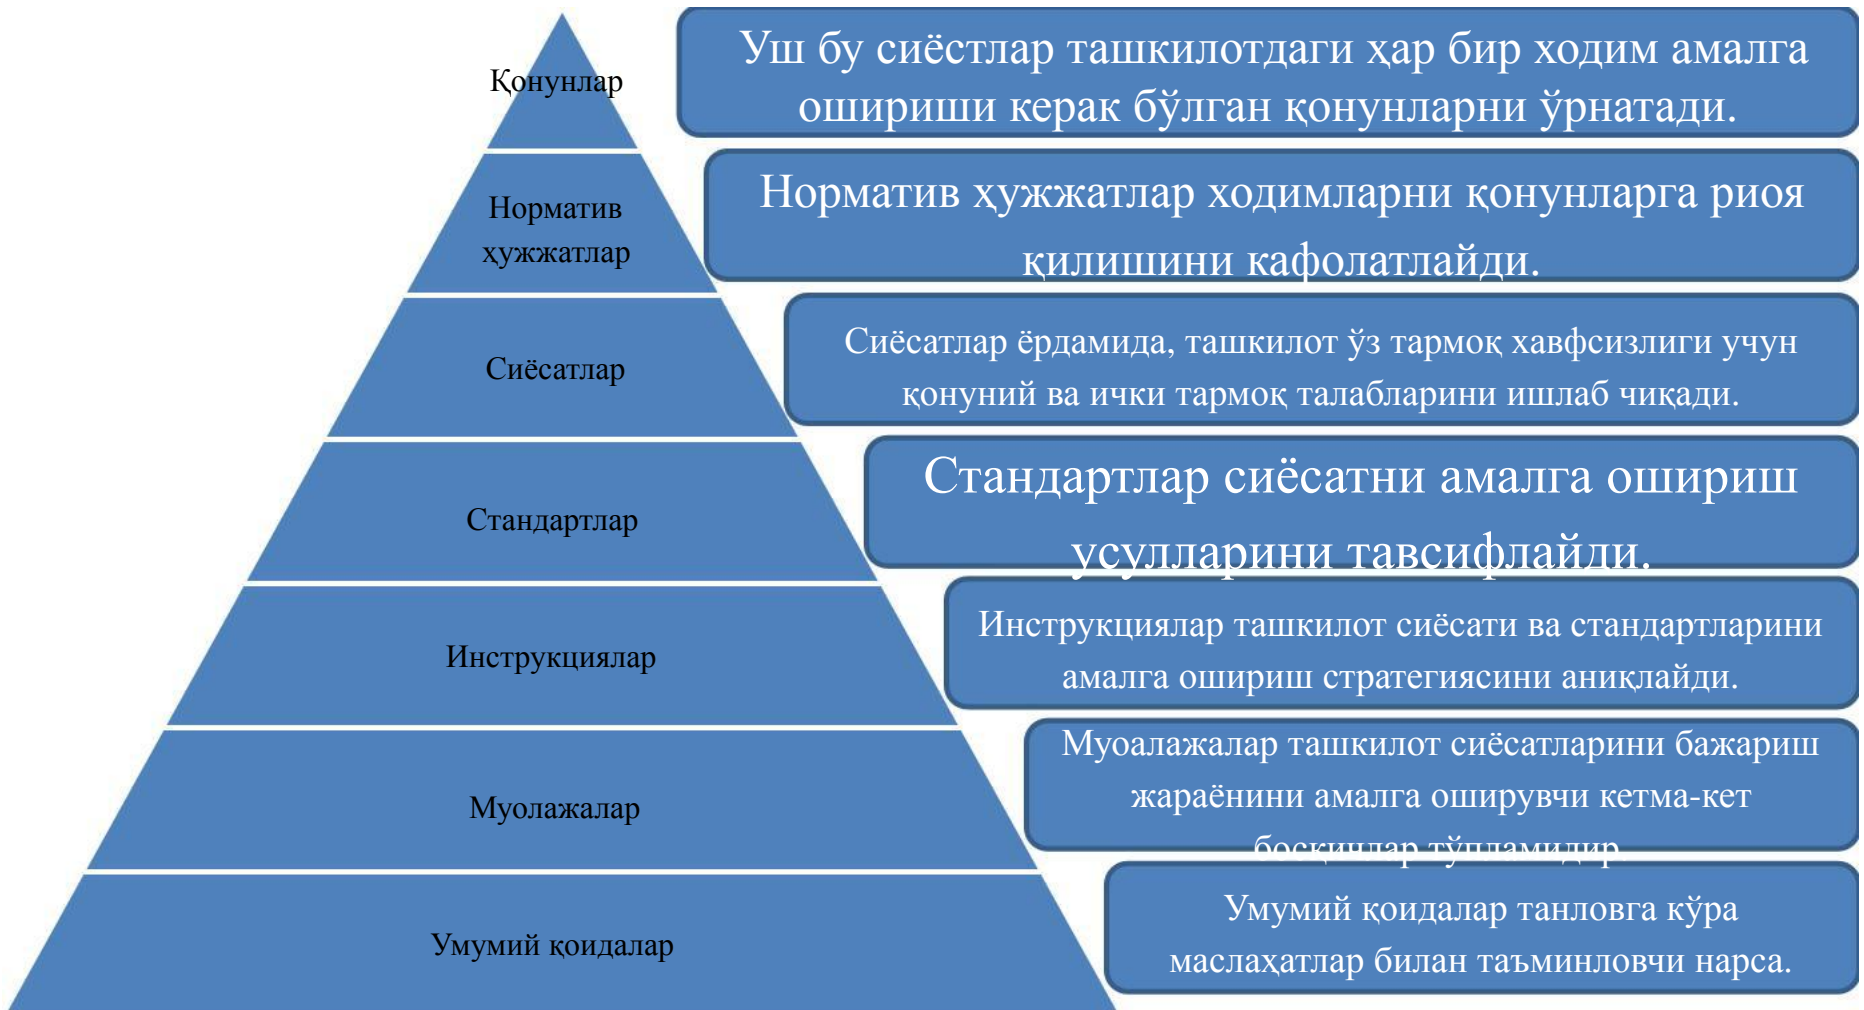 Қонунлар
Уш бу сиёстлар ташкилотдаги ҳар бир ходим амалга
ошириши керак бўлган қонунларни ўрнатади.
Норматив
ҳужжатлар
Норматив ҳужжатлар ходимларни қонунларга риоя
қилишини кафолатлайди.
Сиёсатлар
Сиёсатлар ёрдамида, ташкилот ўз тармоқ хавфсизлиги учун
қонуний ва ички тармоқ талабларини ишлаб чиқади.
Стандартлар
Стандартлар сиёсатни амалга ошириш
усулларини тавсифлайди.
Инструкциялар
Инструкциялар ташкилот сиёсати ва стандартларини
амалга ошириш стратегиясини аниқлайди.
Муолажалар
Муоалажалар ташкилот сиёсатларини бажариш
жараёнини амалга оширувчи кетма-кет
босқичлар тўпламидир.
Умумий қоидалар
Умумий қоидалар танловга кўра
маслаҳатлар билан таъминловчи нарса.